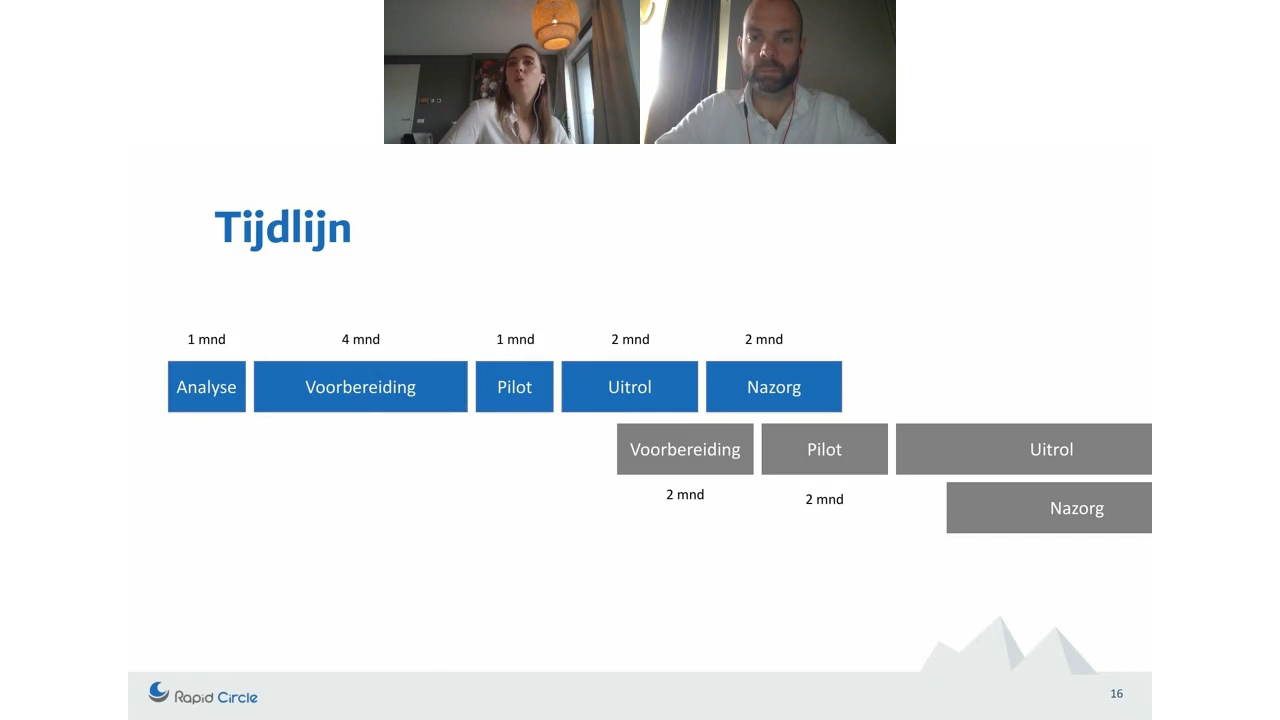 Tijdlijn
1 mnd 4 mnd 1 mnd 2 mnd 2 mnd
Analyse Voorbereiding Pilot Uitrol Nazorg
Voorbereiding Pilot Uitrol
2 mnd 2 mnd
Nazorg
Rapid Circle
16